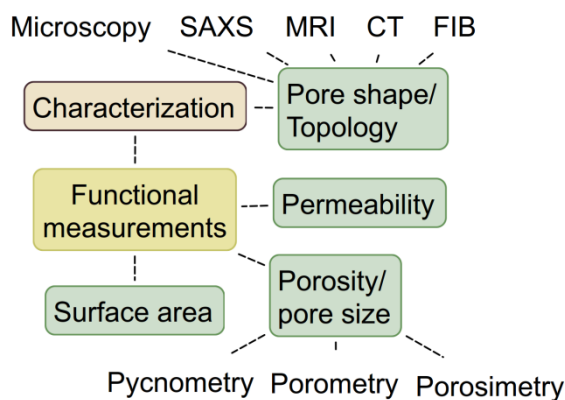 Microscopy SAXS MRI CT FIB
Characterization
Pore shape/
Topology
Functional
measurements
Permeability
Surface area
Porosity/
pore size
Pycnometry Porometry Porosimetry